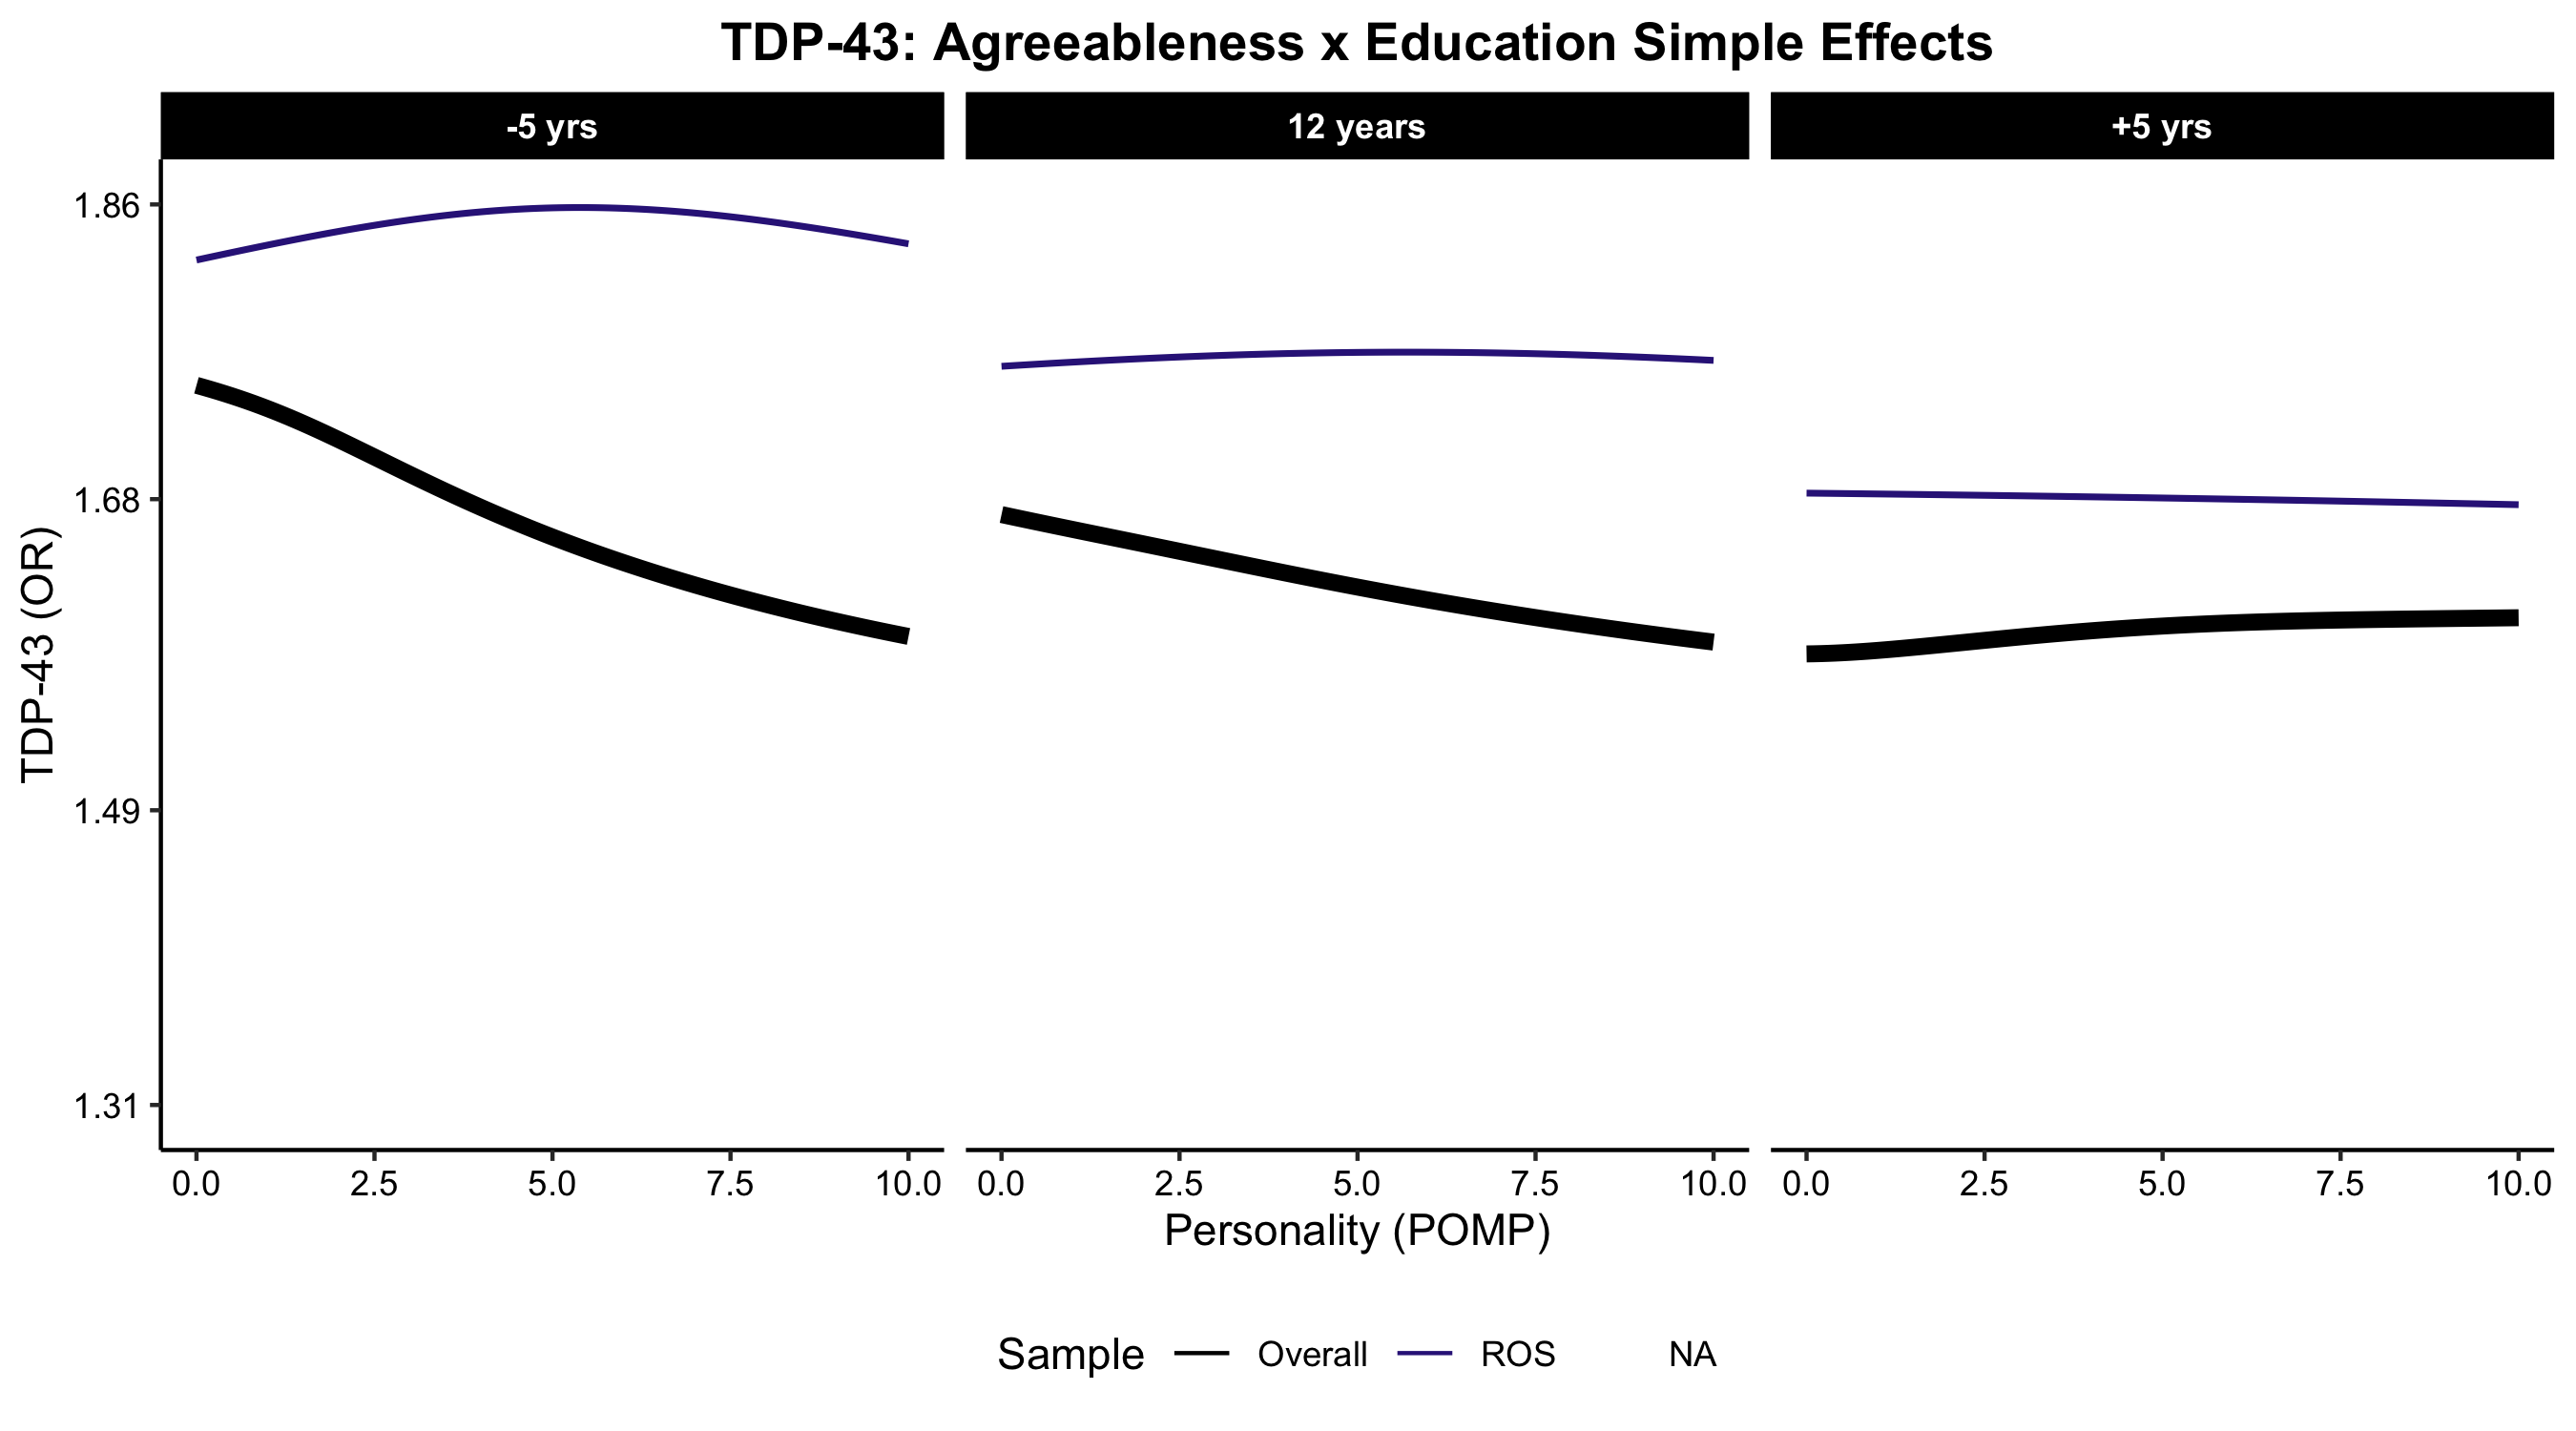 TDP-43: Agreeableness x Education Simple Effects
-5 yrs
12 years
+5 yrs
TDP-43 (OR)
1.86
1.68
1.49
1.31
0.0 2.5 5.0 7.5 10.0
0.0 2.5 5.0 7.5 10.0
0.0 2.5 5.0 7.5 10.0
Personality (POMP)
Sample Overall ROS NA